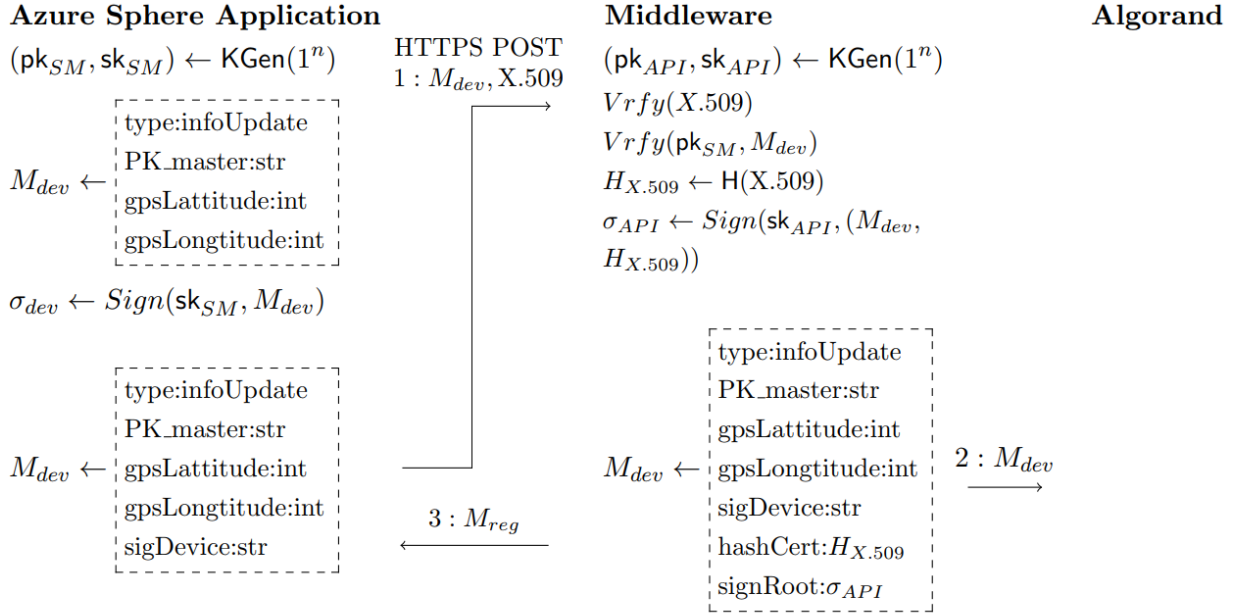 Azure Sphere Application
(pk_SM, sk_SM) ← KGen(1^n)
M_dev ←
type:infoUpdate
PK_master:str
gpsLattitude:int
gpsLongtitude:int
σ_dev ← Sign(sk_SM, M_dev)
M_dev ←
type:infoUpdate
PK_master:str
gpsLattitude:int
gpsLongtitude:int
sigDevice:str
HTTPS POST
1 : M_dev, X.509
3 : M_reg
Middleware
(pk_API, sk_API) ← KGen(1^n)
Vrfy(X.509)
Vrfy(pk_SM, M_dev)
H_X.509 ← H(X.509)
σ_API ← Sign(sk_API, (M_dev,
H_X.509))
M_dev ←
type:infoUpdate
PK_master:str
gpsLattitude:int
gpsLongtitude:int
sigDevice:str
hashCert:H_X.509
signRoot:σ_API
2 : M_dev
Algorand